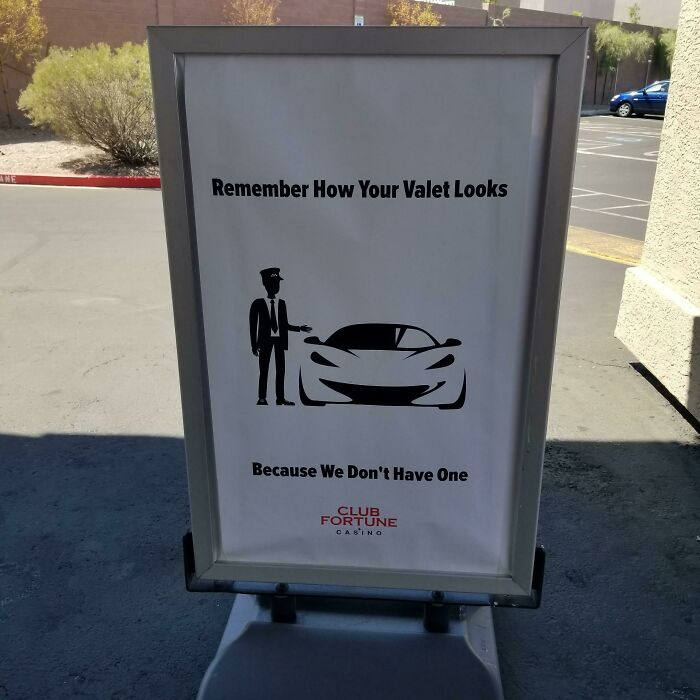 Remember How Your Valet Looks
Because We Don't Have One
CLUB
FORTUNE
CASINO